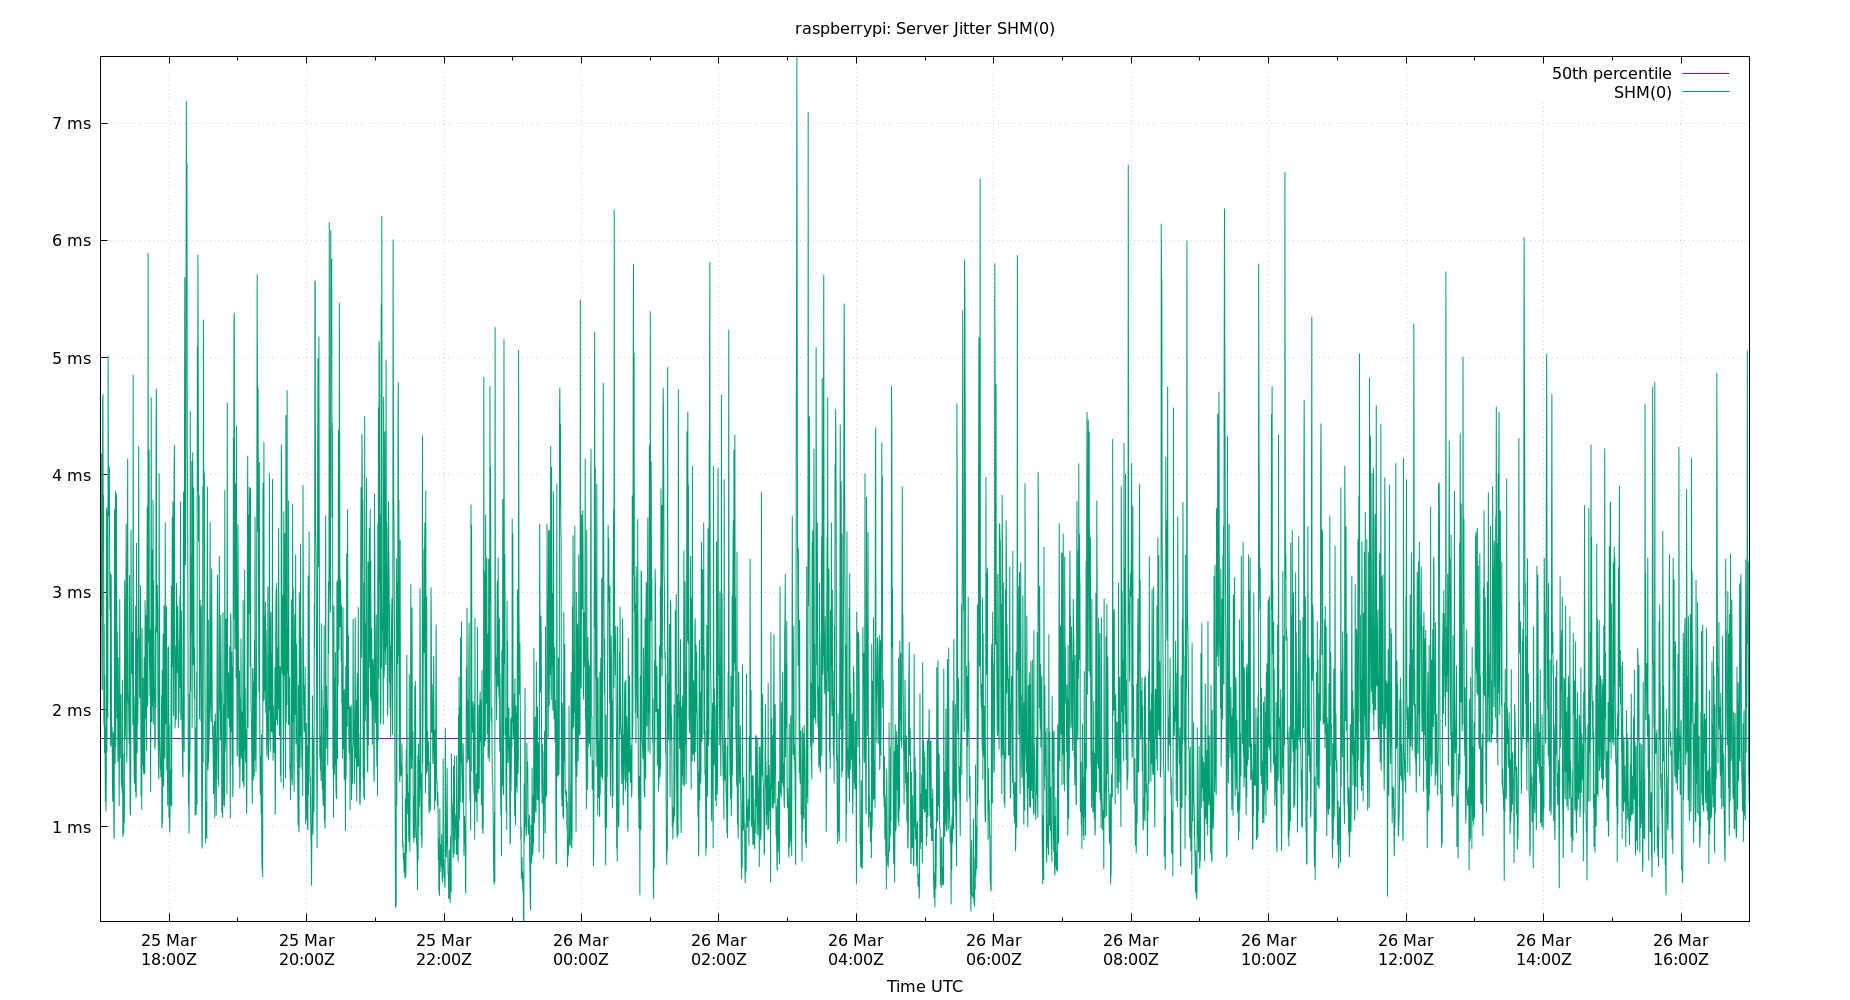 raspberrypi: Server Jitter SHM(0)
50th percentile
SHM(0)
7 ms
6 ms
5 ms
4 ms
3 ms
2 ms
1 ms
25 Mar 25 Mar 25 Mar 26 Mar 26 Mar 26 Mar 26 Mar 26 Mar 26 Mar 26 Mar 26 Mar 26 Mar
18:00Z 20:00Z 22:00Z 00:00Z 02:00Z 04:00Z 06:00Z 08:00Z 10:00Z 12:00Z 14:00Z 16:00Z
Time UTC